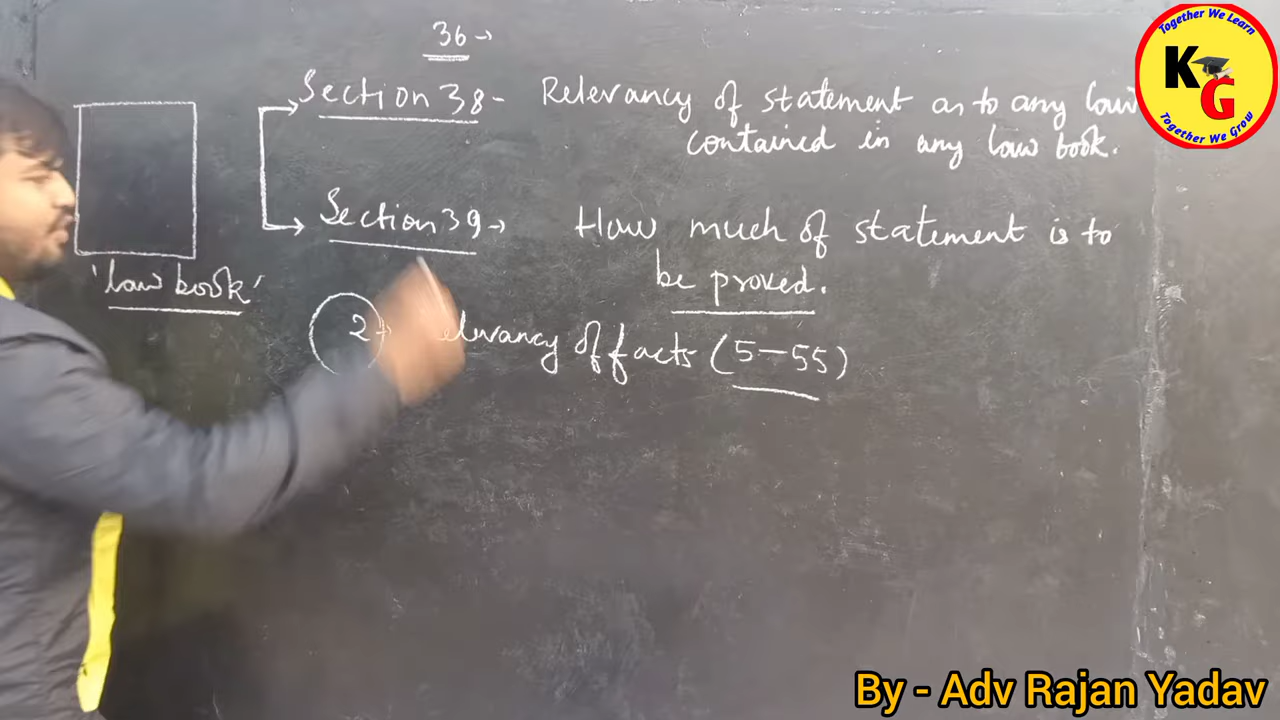 36 →
Section 38 - Relevancy of statement as to any law
contained in any law book.
Section 39 → How much of statement is to
be proved.
'law book'
2 → Relevancy of facts (5-55)
Together We Learn
KG
Together We Grow
By - Adv Rajan Yadav